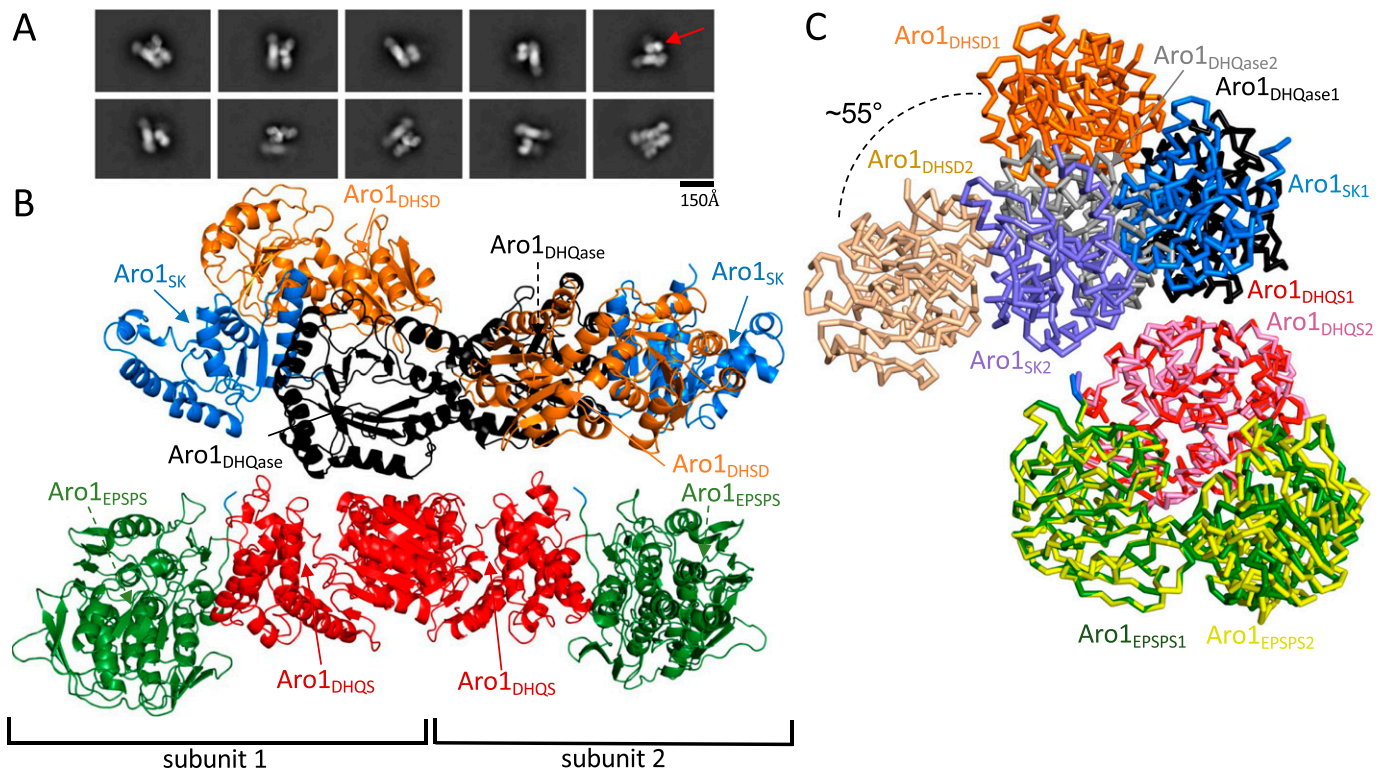 A
150Å
B
Aro1DHSD
Aro1DHQase
Aro1SK
Aro1SK
Aro1DHQase
Aro1DHSD
Aro1EPSPS
Aro1EPSPS
Aro1DHQS
Aro1DHQS
subunit 1
subunit 2
C
Aro1DHSD1
Aro1DHQase2
Aro1DHQase1
~55°
Aro1DHSD2
Aro1SK1
Aro1DHQS1
Aro1DHQS2
Aro1SK2
Aro1EPSPS1
Aro1EPSPS2